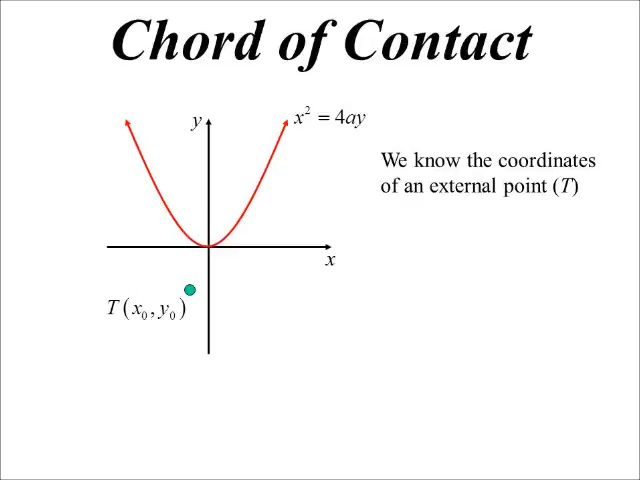 Chord of Contact
y
x² = 4ay
We know the coordinates
of an external point (T)
x
T(x₀, y₀)